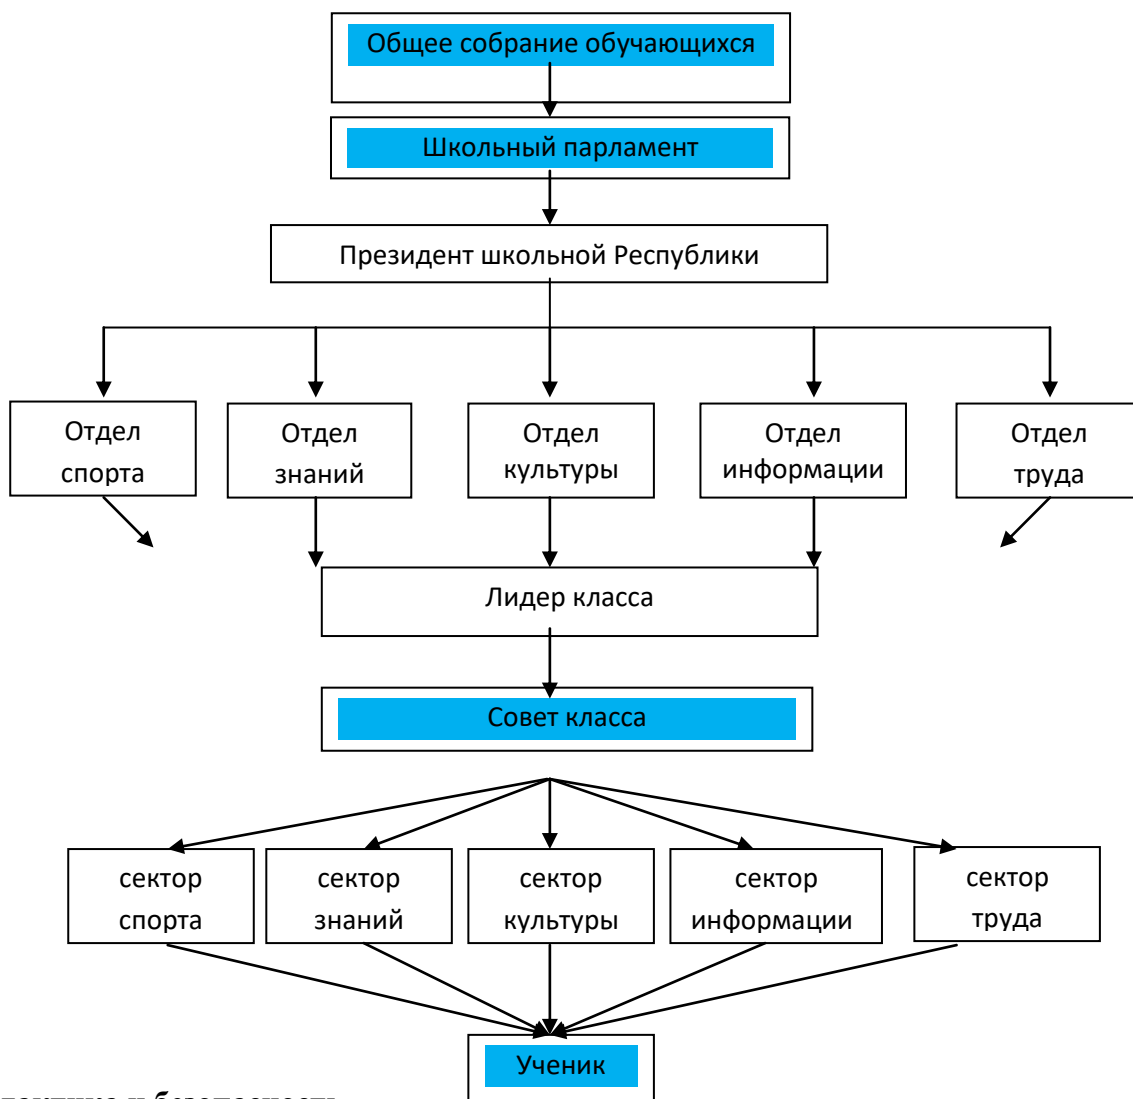 Общее собрание обучающихся
Школьный парламент
Президент школьной Республики
Отдел
спорта
Отдел
знаний
Отдел
культуры
Отдел
информации
Отдел
труда
Лидер класса
Совет класса
сектор
спорта
сектор
знаний
сектор
культуры
сектор
информации
сектор
труда
Ученик
и безопасность